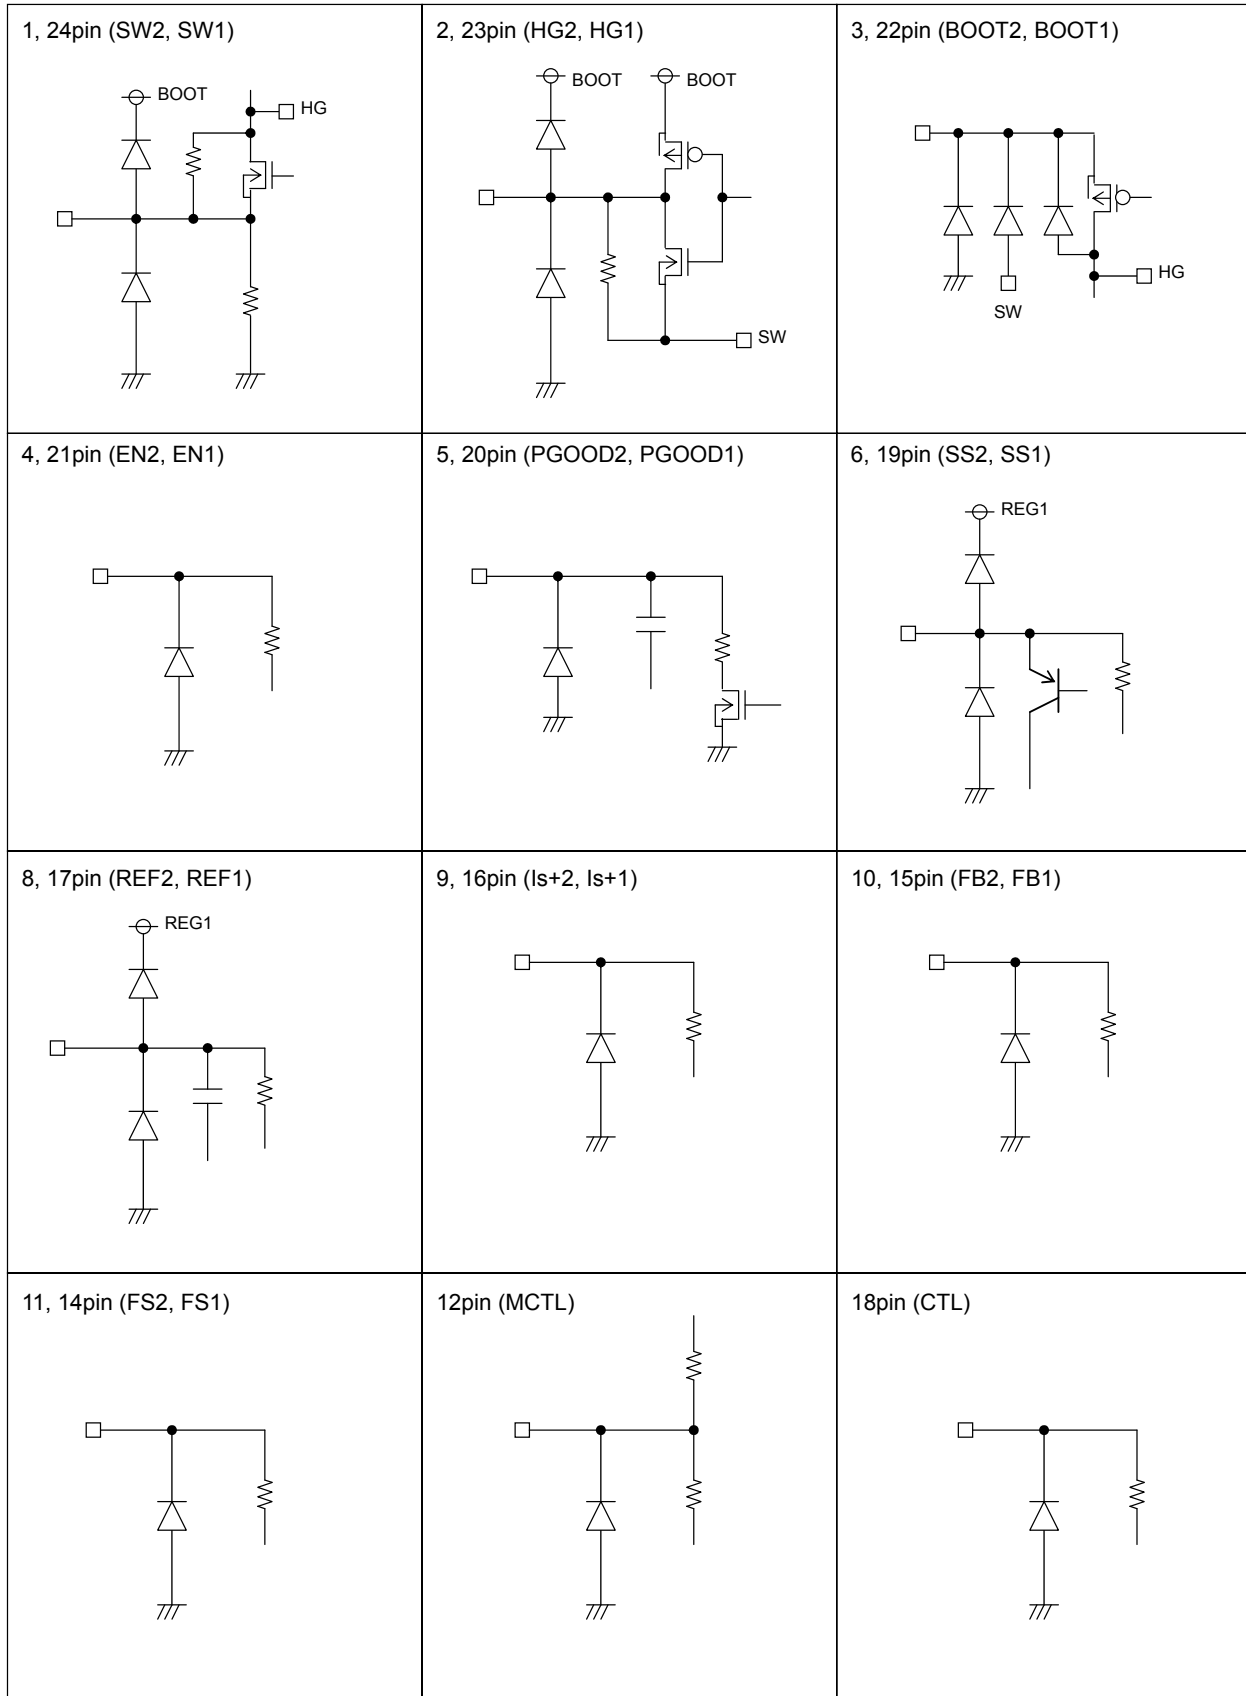 1, 24pin (SW2, SW1)
BOOT
HG
2, 23pin (HG2, HG1)
BOOT
BOOT
SW
3, 22pin (BOOT2, BOOT1)
SW
HG
4, 21pin (EN2, EN1)
5, 20pin (PGOOD2, PGOOD1)
6, 19pin (SS2, SS1)
REG1
8, 17pin (REF2, REF1)
REG1
9, 16pin (Is+2, Is+1)
10, 15pin (FB2, FB1)
11, 14pin (FS2, FS1)
12pin (MCTL)
18pin (CTL)